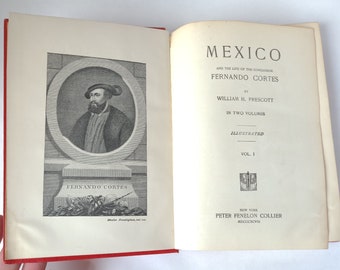 FERNANDO CORTES
MEXICO
AND THE LIFE OF THE CONQUEROR
FERNANDO CORTES
BY
WILLIAM H. PRESCOTT
IN TWO VOLUMES
ILLUSTRATED
VOL. I
NEW YORK
PETER FENELON COLLIER